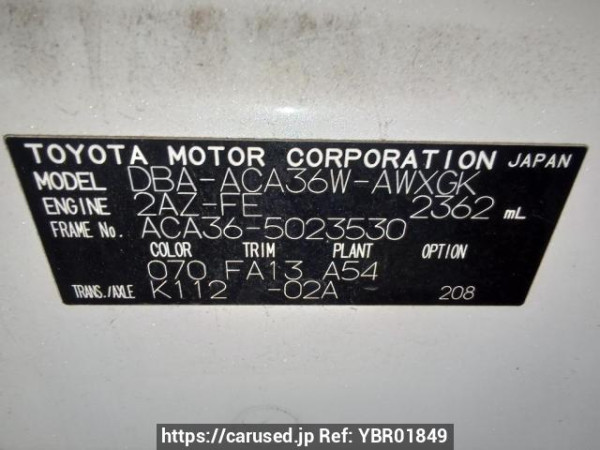 TOYOTA MOTOR CORPORATION JAPAN
MODEL DBA-ACA36W-AWXGK
ENGINE 2AZ-FE 2362 mL
FRAME No. ACA36-5023530
COLOR TRIM PLANT OPTION
070 FA13 A54
TRANS./AXLE K112 -02A 208
https://carused.jp Ref: YBR01849